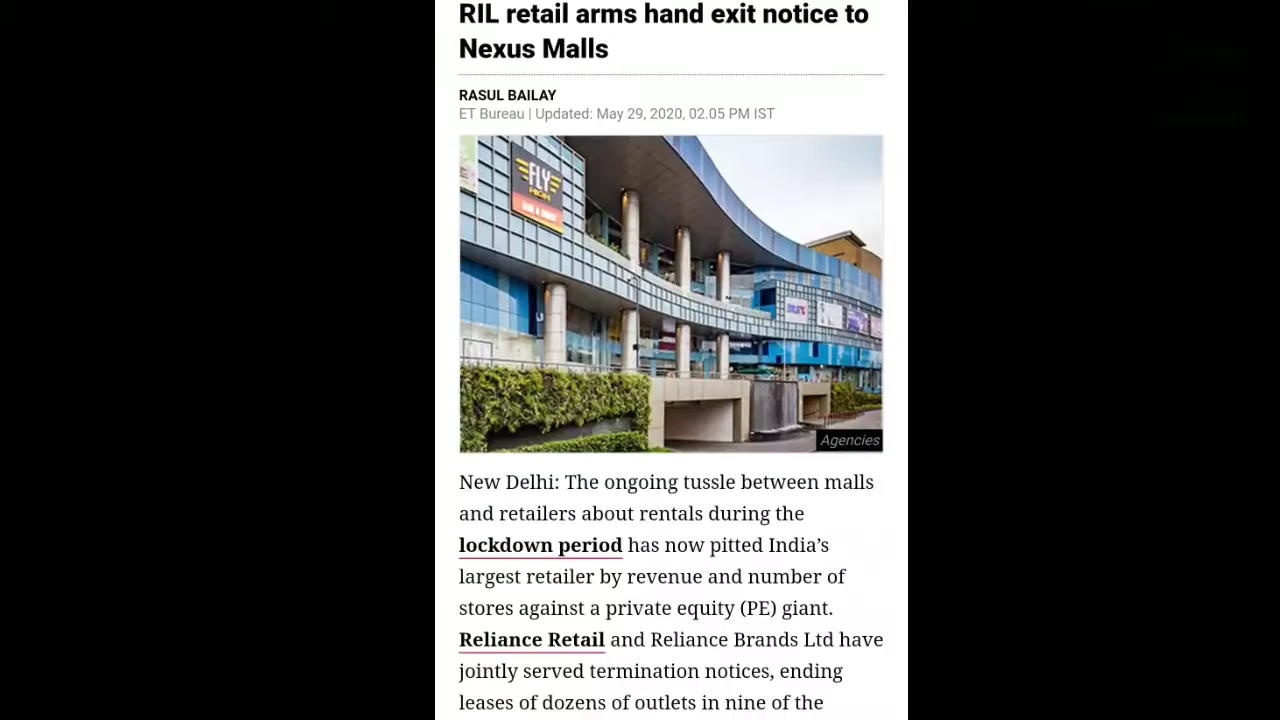 RIL retail arms hand exit notice to
Nexus Malls
RASUL BAILAY
ET Bureau | Updated: May 29, 2020, 02.05 PM IST
FLY
HIGH
Agencies
New Delhi: The ongoing tussle between malls
and retailers about rentals during the
lockdown period has now pitted India’s
largest retailer by revenue and number of
stores against a private equity (PE) giant.
Reliance Retail and Reliance Brands Ltd have
jointly served termination notices, ending
leases of dozens of outlets in nine of the